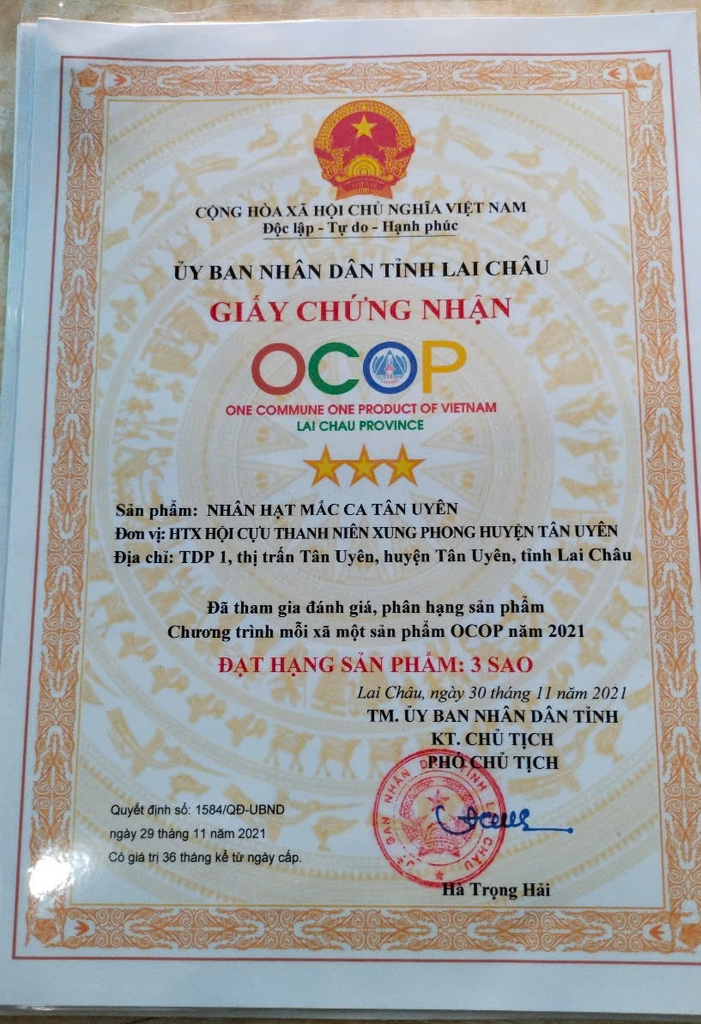 CỘNG HÒA XÃ HỘI CHỦ NGHĨA VIỆT NAM
Độc lập - Tự do - Hạnh phúc
ỦY BAN NHÂN DÂN TỈNH LAI CHÂU
GIẤY CHỨNG NHẬN
OCOP
ONE COMMUNE ONE PRODUCT OF VIETNAM
LAI CHAU PROVINCE
Sản phẩm: NHÂN HẠT MẮC CA TÂN UYÊN
Đơn vị: HTX HỘI CỰU THANH NIÊN XUNG PHONG HUYỆN TÂN UYÊN
Địa chỉ: TDP 1, thị trấn Tân Uyên, huyện Tân Uyên, tỉnh Lai Châu
Đã tham gia đánh giá, phân hạng sản phẩm
Chương trình mỗi xã một sản phẩm OCOP năm 2021
ĐẠT HẠNG SẢN PHẨM: 3 SAO
Lai Châu, ngày 30 tháng 11 năm 2021
TM. ỦY BAN NHÂN DÂN TỈNH
KT. CHỦ TỊCH
PHÓ CHỦ TỊCH
Quyết định số: 1584/QĐ-UBND
ngày 29 tháng 11 năm 2021
Có giá trị 36 tháng kể từ ngày cấp.
Hà Trọng Hải